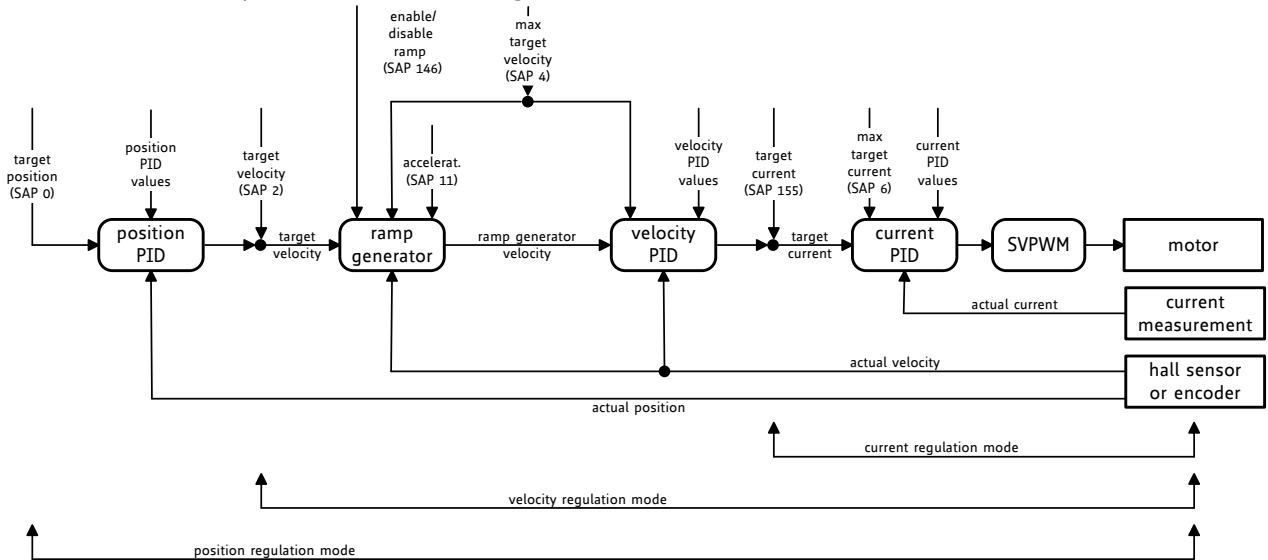 enable/
disable
ramp
(SAP 146)
max
target
velocity
(SAP 4)
target
position
(SAP 0)
position
PID
values
target
velocity
(SAP 2)
accelerat.
(SAP 11)
velocity
PID
values
target
current
(SAP 155)
max
target
current
(SAP 6)
current
PID
values
position
PID
target
velocity
ramp
generator
ramp generator
velocity
velocity
PID
target
current
current
PID
SVPWM
motor
actual current
current
measurement
actual velocity
hall sensor
or encoder
actual position
current regulation mode
velocity regulation mode
position regulation mode